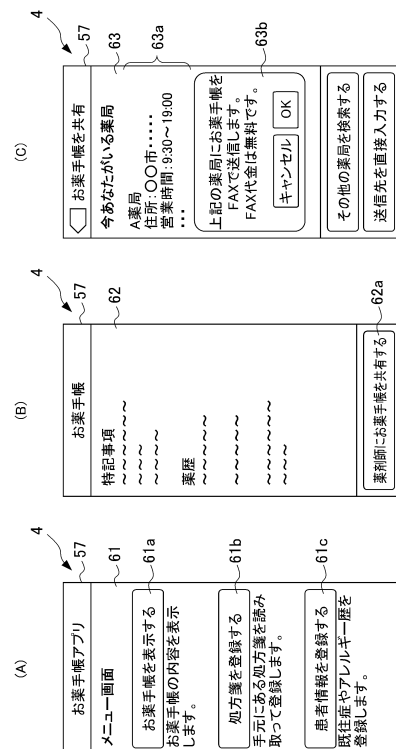 (A)
4
57
お薬手帳アプリ
61
メニュー画面
61a
お薬手帳を表示する
お薬手帳の内容を表示
します。
61b
処方箋を登録する
手元にある処方箋を読み
取って登録します。
61c
患者情報を登録する
既往症やアレルギー歴を
登録します。
(B)
4
57
お薬手帳
62
特記事項
~~~~~~
~~~
~~~~~
薬歴
~~~~~~
~~~~~
~~~~~~~
~~~
62a
薬剤師にお薬手帳を共有する
(C)
4
57
お薬手帳を共有
63
今あなたがいる薬局
63a
A薬局
住所:〇〇市・・・・・・
営業時間:9:30~19:00
・・・
63b
上記の薬局にお薬手帳を
FAXで送信します。
FAX代金は無料です。
キャンセル OK
その他の薬局を検索する
送信先を直接入力する